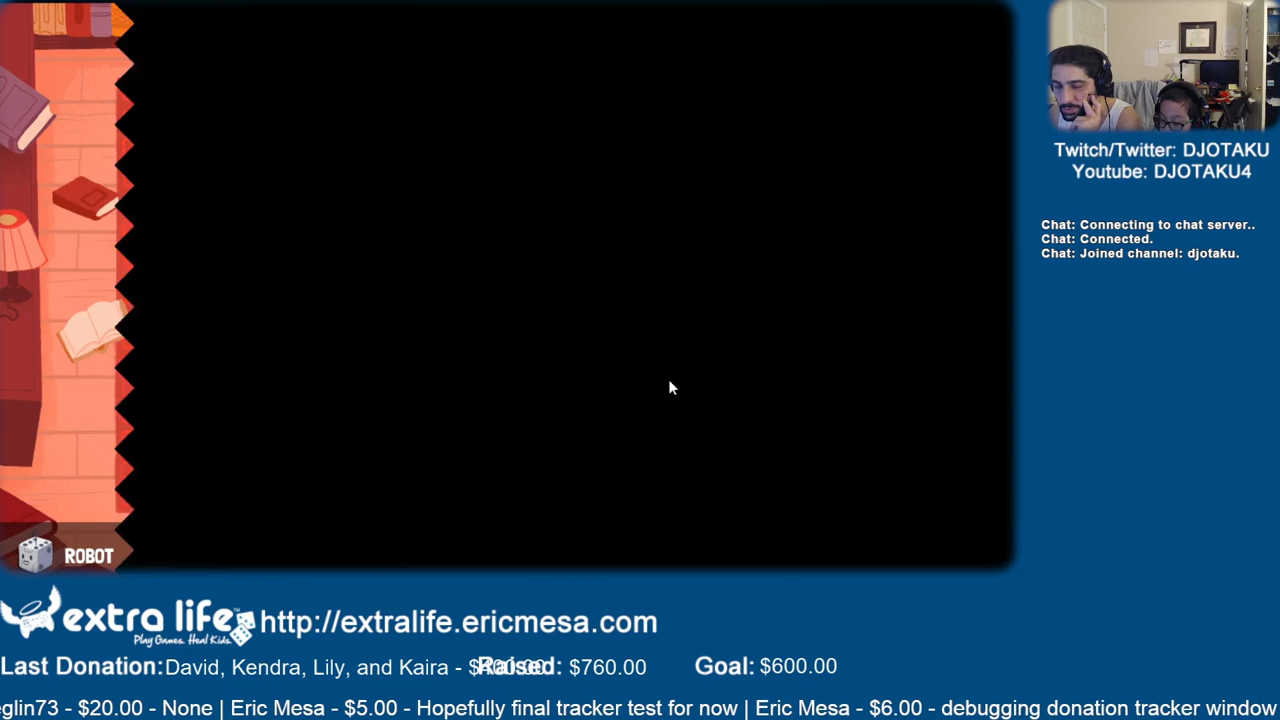 Twitch/Twitter: DJOTAKU
Youtube: DJOTAKU4
Chat: Connecting to chat server..
Chat: Connected.
Chat: Joined channel: djotaku.
ROBOT
extra life
Play Games. Heal Kids.
http://extralife.ericmesa.com
Last Donation: David, Kendra, Lily, and Kaira - Raised: $760.00 Goal: $600.00
glin73 - $20.00 - None | Eric Mesa - $5.00 - Hopefully final tracker test for now | Eric Mesa - $6.00 - debugging donation tracker window